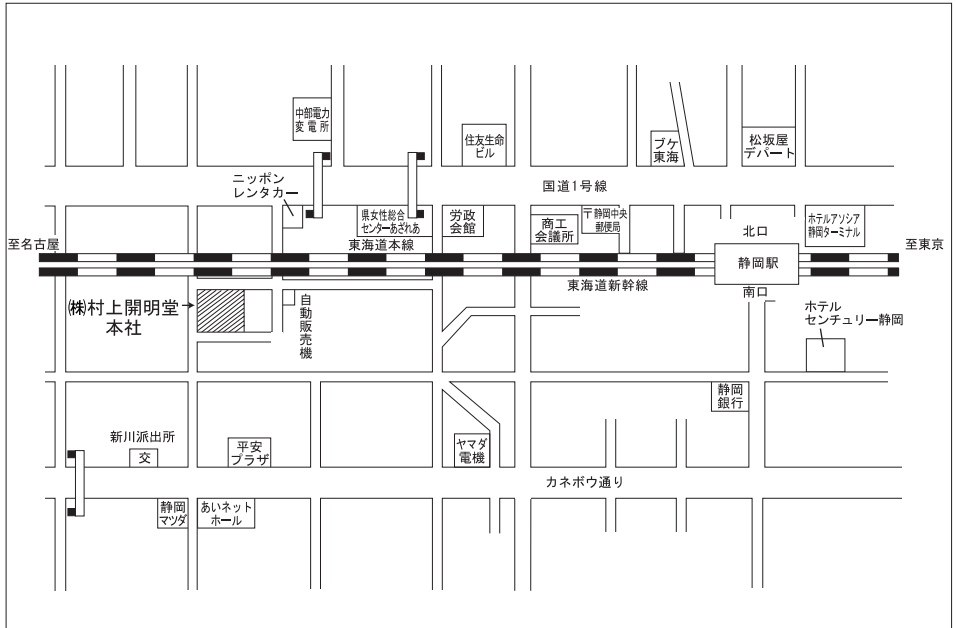 中部電力
変電所
住友生命
ビル
ブケ
東海
松坂屋
デパート
ニッポン
レンタカー
国道1号線
県女性総合
センターあざれあ
労政
会館
商工
会議所
〒静岡中央
郵便局
北口
ホテルアソシア
静岡ターミナル
至名古屋
東海道本線
静岡駅
至東京
東海道新幹線
南口
㈱村上開明堂
本社
自動販売機
ホテル
センチュリー静岡
静岡
銀行
新川派出所
交
平安
プラザ
ヤマダ
電機
カネボウ通り
静岡
マツダ
あいネット
ホール